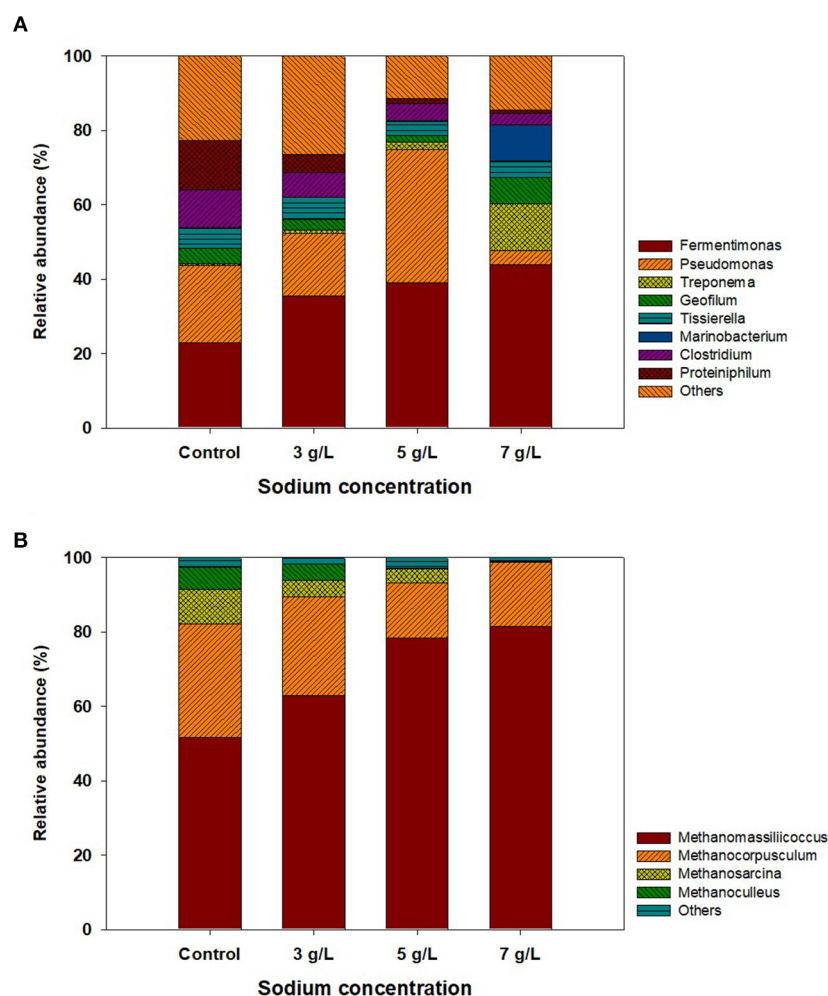 A
100
80
60
40
20
0
Relative abundance (%)
Control 3 g/L 5 g/L 7 g/L
Sodium concentration
Fermentimonas
Pseudomonas
Treponema
Geofilum
Tissierella
Marinobacterium
Clostridium
Proteiniphilum
Others
B
100
80
60
40
20
0
Relative abundance (%)
Control 3 g/L 5 g/L 7 g/L
Sodium concentration
Methanomassiliicoccus
Methanocorpusculum
Methanosarcina
Methanoculleus
Others